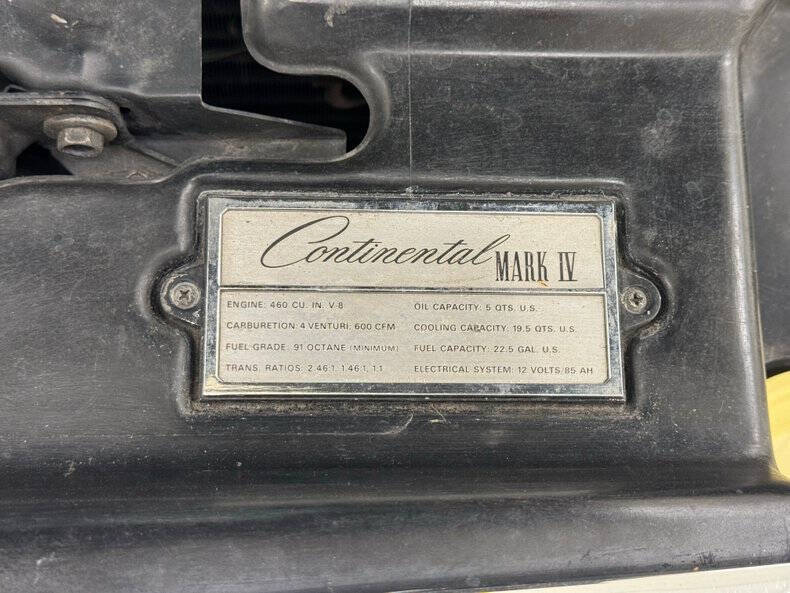 Continental MARK IV
ENGINE: 460 CU. IN. V-8
CARBURETION: 4 VENTURI: 600 CFM
FUEL GRADE: 91 OCTANE (MINIMUM)
TRANS. RATIOS: 2.46:1, 1.46:1, 1:1
OIL CAPACITY: 5 QTS. U.S.
COOLING CAPACITY: 19.5 QTS. U.S.
FUEL CAPACITY: 22.5 GAL. U.S.
ELECTRICAL SYSTEM: 12 VOLTS/85 AH